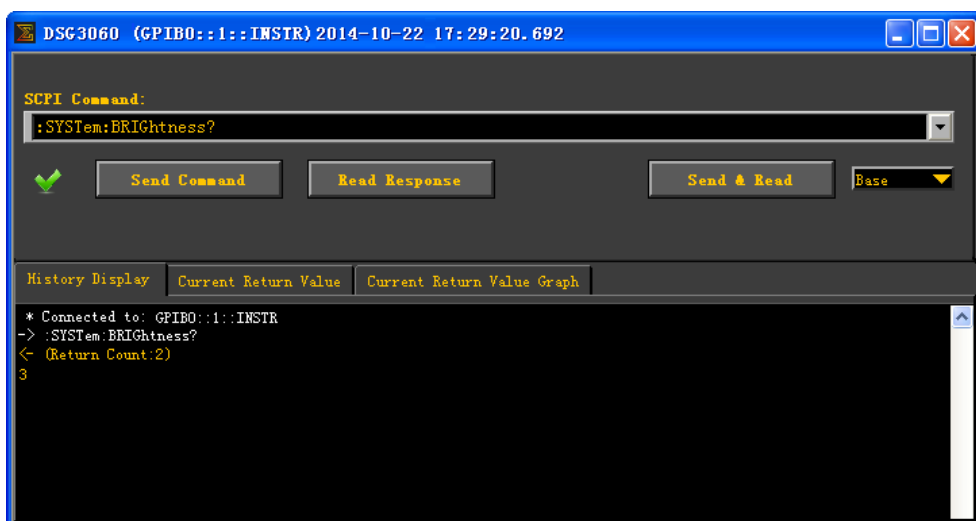 DSG3060 (GPIB0::1::INSTR) 2014-10-22 17:29:20.692
SCPI Command:
:SYSTem:BRIGhtness?
Send Command
Read Response
Send & Read
Base
History Display
Current Return Value
Current Return Value Graph
* Connected to: GPIB0::1::INSTR
-> :SYSTem:BRIGhtness?
<- (Return Count:2)
3